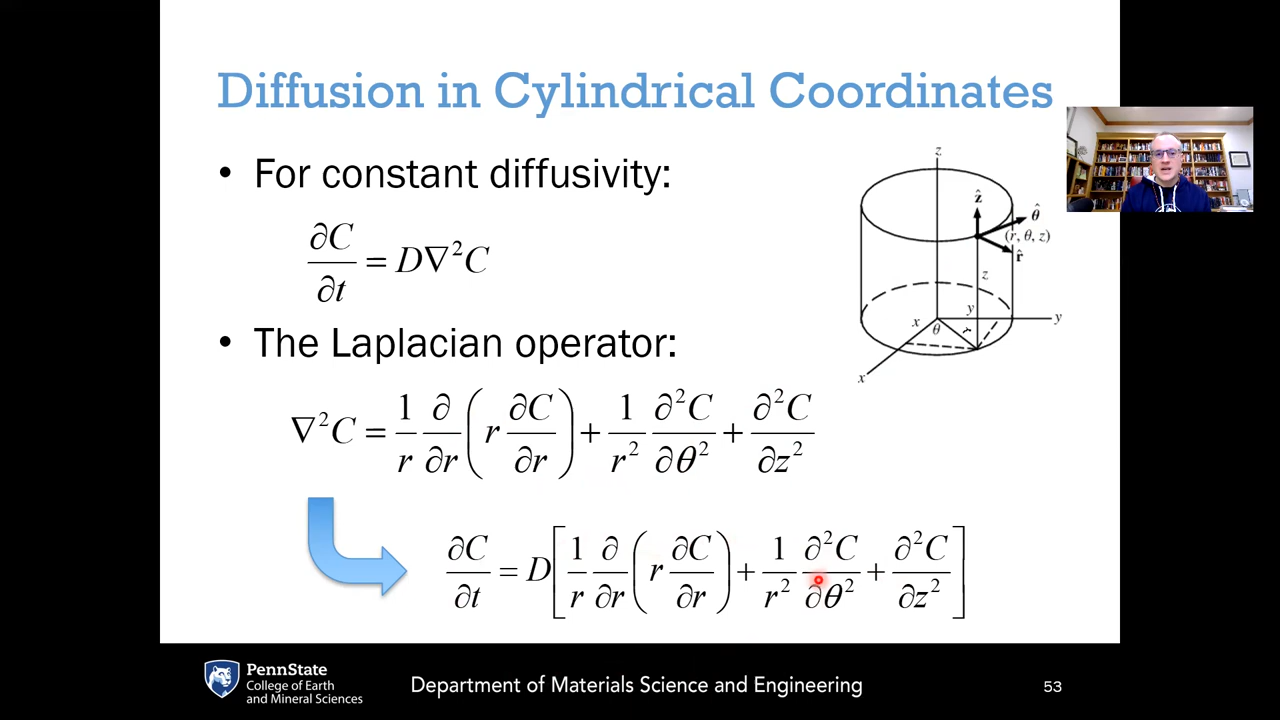 Diffusion in Cylindrical Coordinates
• For constant diffusivity:
∂C/∂t = D∇²C
• The Laplacian operator:
∇²C = 1/r ∂/∂r (r ∂C/∂r) + 1/r² ∂²C/∂θ² + ∂²C/∂z²
∂C/∂t = D[1/r ∂/∂r (r ∂C/∂r) + 1/r² ∂²C/∂θ² + ∂²C/∂z²]
z
ẑ
θ̂
(r, θ, z)
r̂
z
y
x
θ
r
y
x
PennState
College of Earth
and Mineral Sciences
Department of Materials Science and Engineering
53